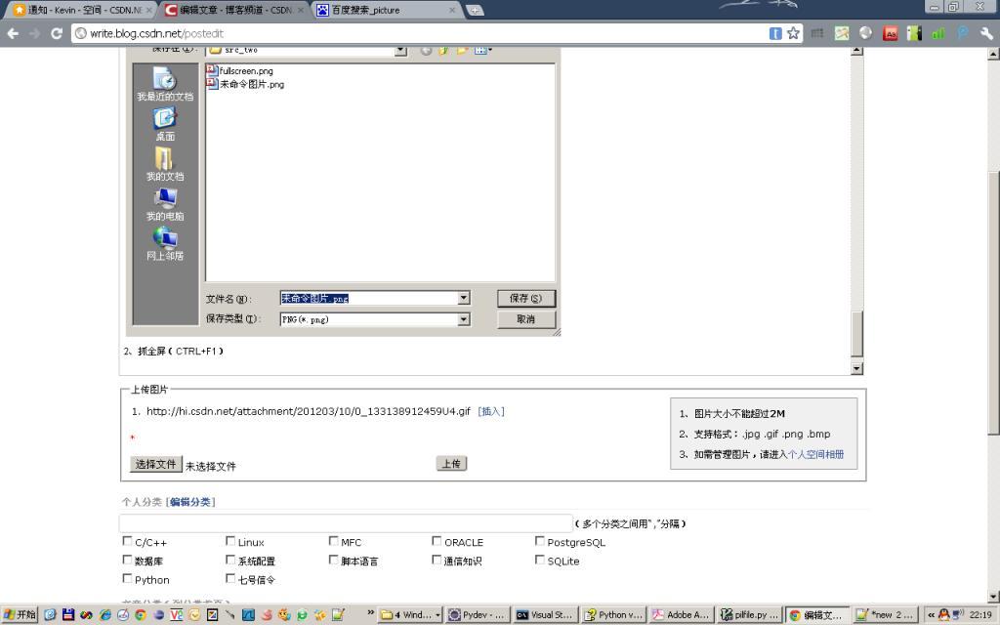 通知 - Kevin - 空间 - CSDN.NE
编辑文章 - 博客频道 - CSDN.
百度搜索_picture
write.blog.csdn.net/postedit
保存在(I):
src_two
fullscreen.png
未命令图片.png
我最近的文档
桌面
我的文档
我的电脑
网上邻居
文件名(N):
未命令图片.png
保存(S)
保存类型(T):
PNG(*.png)
取消
2、抓全屏(CTRL+F1)
上传图片
1. http://hi.csdn.net/attachment/201203/10/0_133138912459U4.gif [插入]
*
选择文件 未选择文件
上传
1、图片大小不能超过2M
2、支持格式：.jpg .gif .png .bmp
3、如需管理图片，请进入个人空间相册
个人分类 [编辑分类]
(多个分类之间用“,”分隔)
C/C++ Linux MFC ORACLE PostgreSQL
数据库 系统配置 脚本语言 通信知识 SQLite
Python 七号信令
开始
4 Wind...
Pydev - ...
Visual St...
Python v...
Adobe A...
pilfile.py ...
编辑文章...
*new 2 ...
22:19